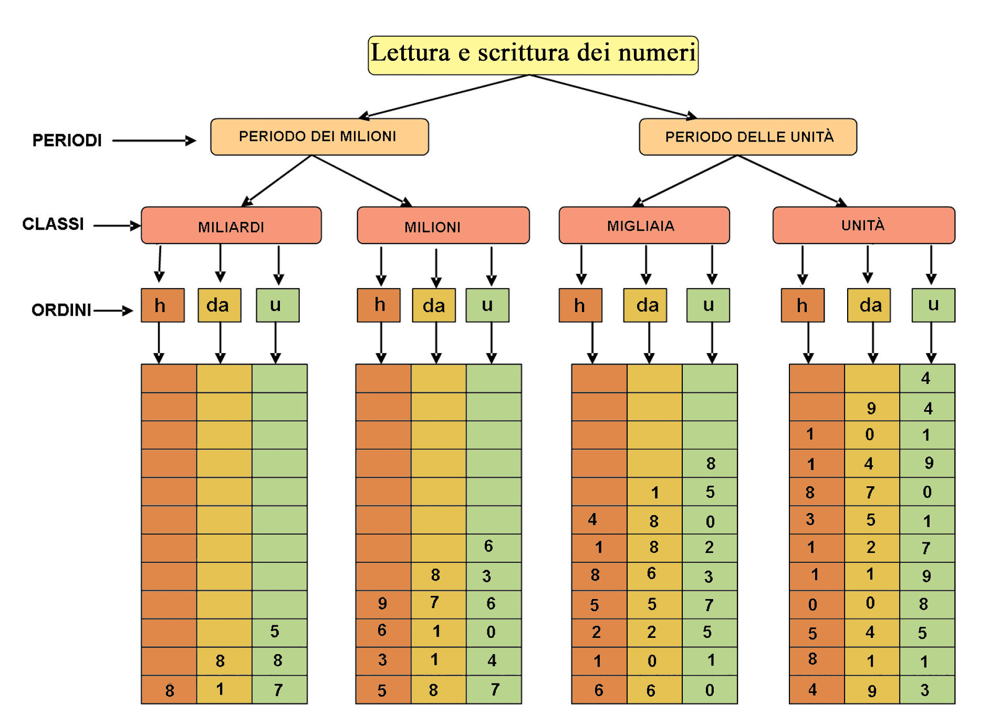 Lettura e scrittura dei numeri
PERIODI
PERIODO DEI MILIONI
PERIODO DELLE UNITÀ
CLASSI
MILIARDI
MILIONI
MIGLIAIA
UNITÀ
ORDINI
h da u h da u h da u h da u
4
9 4
1 0 1
8 1 4 9
1 5 8 7 0
4 8 0 3 5 1
6 1 8 2 1 2 7
8 3 8 6 3 1 1 9
9 7 6 5 5 7 0 0 8
5 6 1 0 2 2 5 5 4 5
8 8 3 1 4 1 0 1 8 1 1
8 1 7 5 8 7 6 6 0 4 9 3